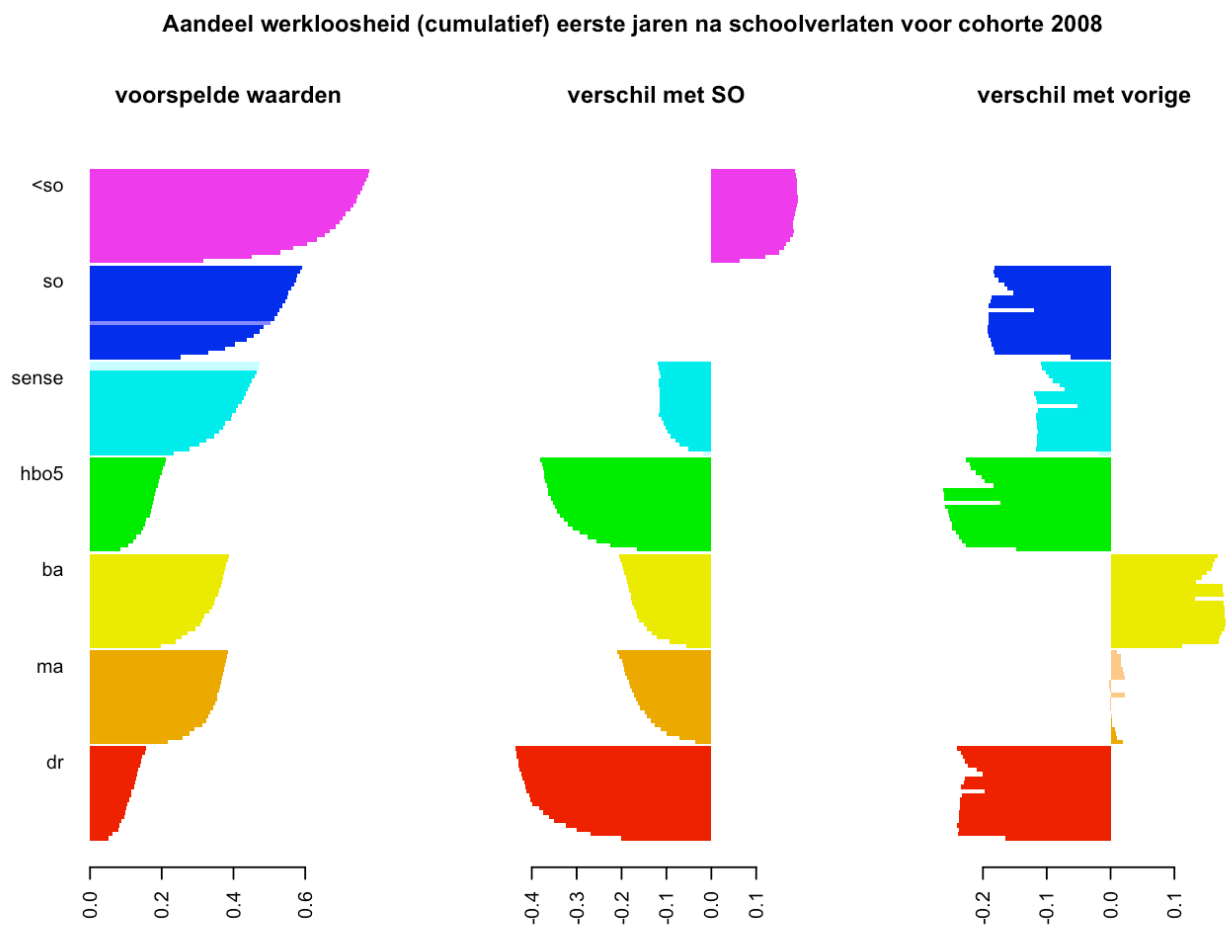 Aandeel werkloosheid (cumulatief) eerste jaren na schoolverlaten voor cohorte 2008
voorspelde waarden
verschil met SO
verschil met vorige
<so
so
sense
hbo5
ba
ma
dr
0.0
0.2
0.4
0.6
-0.4
-0.2
-0.1
0.0
0.1
-0.2
-0.1
0.0
0.1